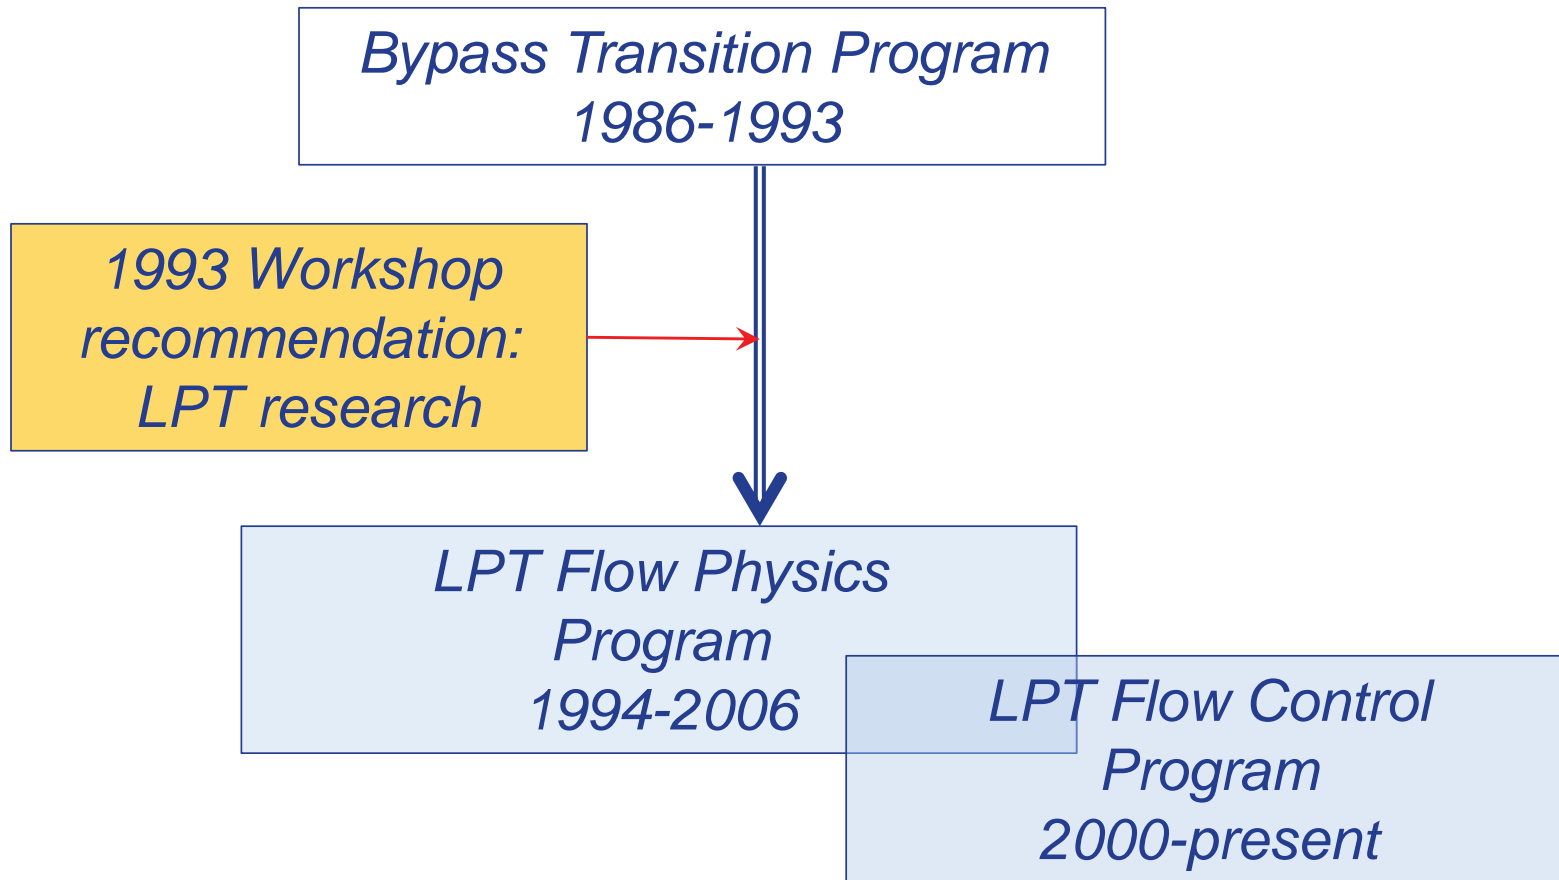 Bypass Transition Program
1986-1993
1993 Workshop
recommendation:
LPT research
LPT Flow Physics
Program
1994-2006
LPT Flow Control
Program
2000-present